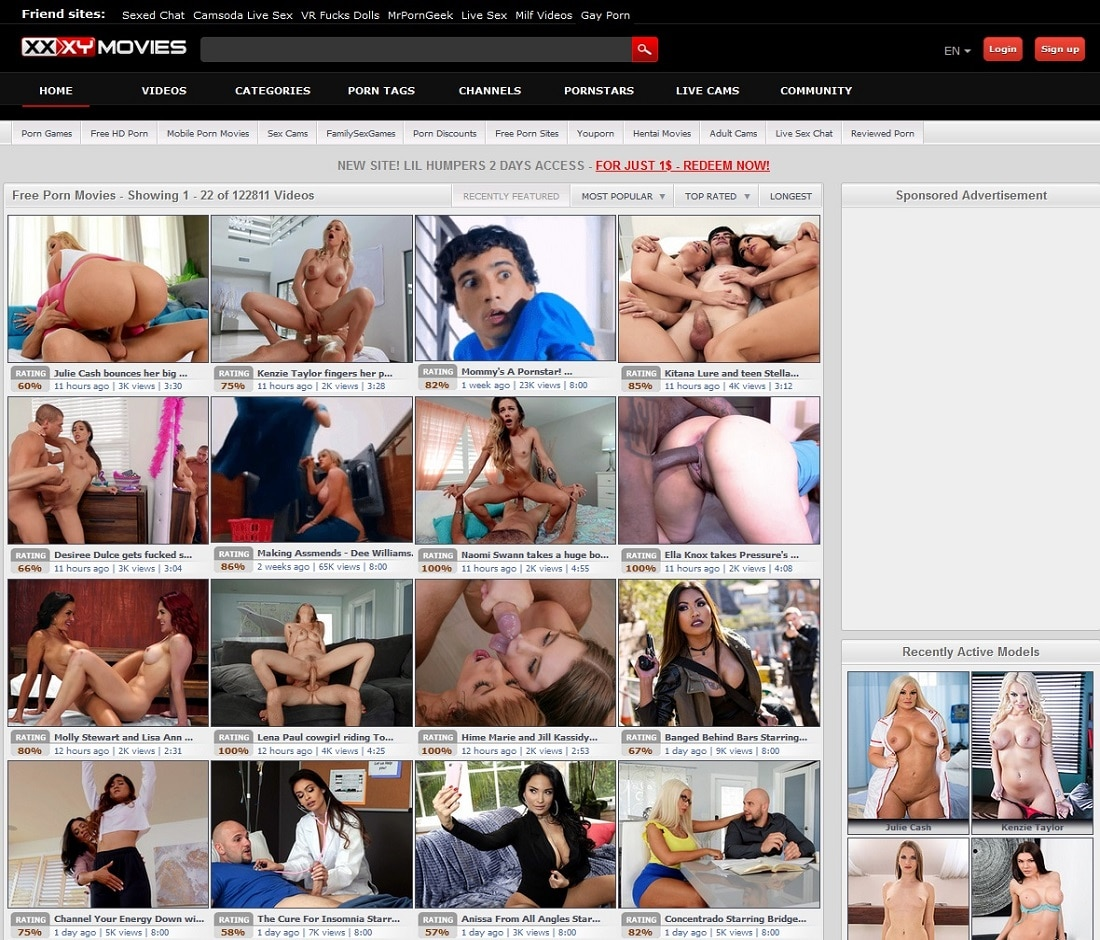 Friend sites: Sexed Chat Camsoda Live Sex VR Fucks Dolls MrPornGeek Live Sex Milf Videos Gay Porn
XXXYMOVIES
EN Login Sign up
HOME VIDEOS CATEGORIES PORN TAGS CHANNELS PORNSTARS LIVE CAMS COMMUNITY
Porn Games Free HD Porn Mobile Porn Movies Sex Cams FamilySexGames Porn Discounts Free Porn Sites Youporn Hentai Movies Adult Cams Live Sex Chat Reviewed Porn
NEW SITE! LIL HUMPERS 2 DAYS ACCESS - FOR JUST 1$ - REDEEM NOW!
Free Porn Movies - Showing 1 - 22 of 122811 Videos RECENTLY FEATURED MOST POPULAR TOP RATED LONGEST
Sponsored Advertisement
RATING Julie Cash bounces her big ...
60% 11 hours ago | 3K views | 3:30
RATING Kenzie Taylor fingers her p...
75% 11 hours ago | 2K views | 3:28
RATING Mommy's A Pornstar! ...
82% 1 week ago | 23K views | 8:00
RATING Kitana Lure and teen Stella...
85% 11 hours ago | 4K views | 3:12
RATING Desiree Dulce gets fucked s...
66% 11 hours ago | 3K views | 3:04
RATING Making Assmends - Dee Williams.
86% 2 weeks ago | 65K views | 8:00
RATING Naomi Swann takes a huge bo...
100% 11 hours ago | 2K views | 4:55
RATING Ella Knox takes Pressure's ...
100% 11 hours ago | 2K views | 4:08
RATING Molly Stewart and Lisa Ann ...
80% 12 hours ago | 2K views | 2:31
RATING Lena Paul cowgirl riding To...
100% 12 hours ago | 4K views | 4:25
RATING Hime Marie and Jill Kassidy...
100% 12 hours ago | 2K views | 2:53
RATING Banged Behind Bars Starring...
67% 1 day ago | 9K views | 8:00
RATING Channel Your Energy Down wi...
75% 1 day ago | 5K views | 8:00
RATING The Cure For Insomnia Starr...
58% 1 day ago | 7K views | 8:00
RATING Anissa From All Angles Star...
57% 1 day ago | 3K views | 8:00
RATING Concentrado Starring Bridge...
82% 1 day ago | 5K views | 8:00
Recently Active Models
Julie Cash
Kenzie Taylor